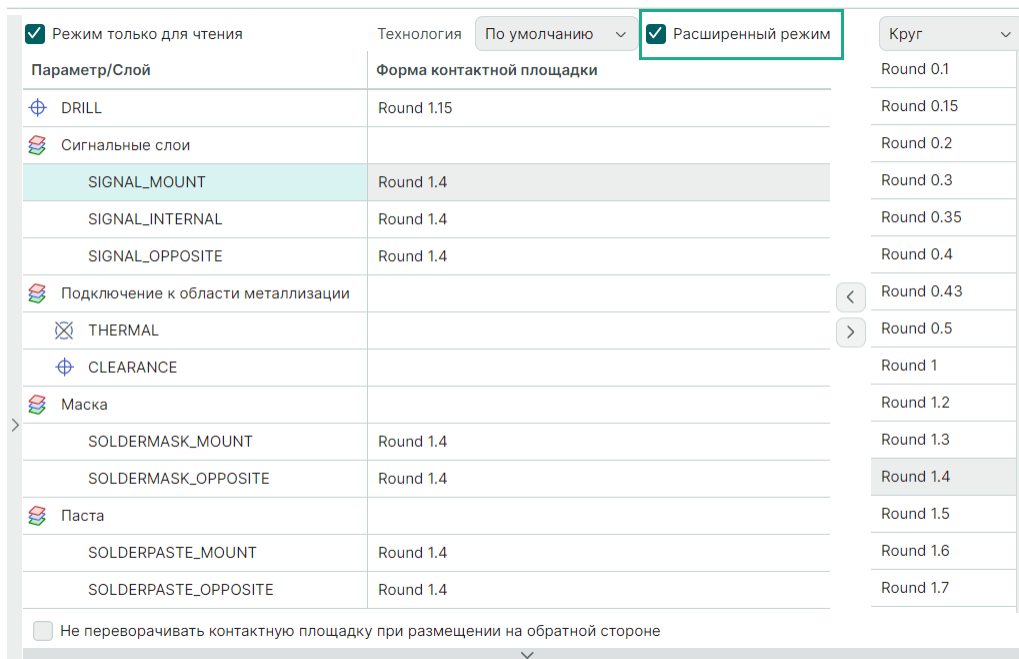 Режим только для чтения Технология По умолчанию Расширенный режим Круг
Параметр/Слой Форма контактной площадки Round 0.1
DRILL Round 1.15 Round 0.15
Сигнальные слои Round 0.2
SIGNAL_MOUNT Round 1.4 Round 0.3
SIGNAL_INTERNAL Round 1.4 Round 0.35
SIGNAL_OPPOSITE Round 1.4 Round 0.4
Подключение к области металлизации Round 0.43
THERMAL Round 0.5
CLEARANCE Round 1
Маска Round 1.2
SOLDERMASK_MOUNT Round 1.4 Round 1.3
SOLDERMASK_OPPOSITE Round 1.4 Round 1.4
Паста Round 1.5
SOLDERPASTE_MOUNT Round 1.4 Round 1.6
SOLDERPASTE_OPPOSITE Round 1.4 Round 1.7
Не переворачивать контактную площадку при размещении на обратной стороне